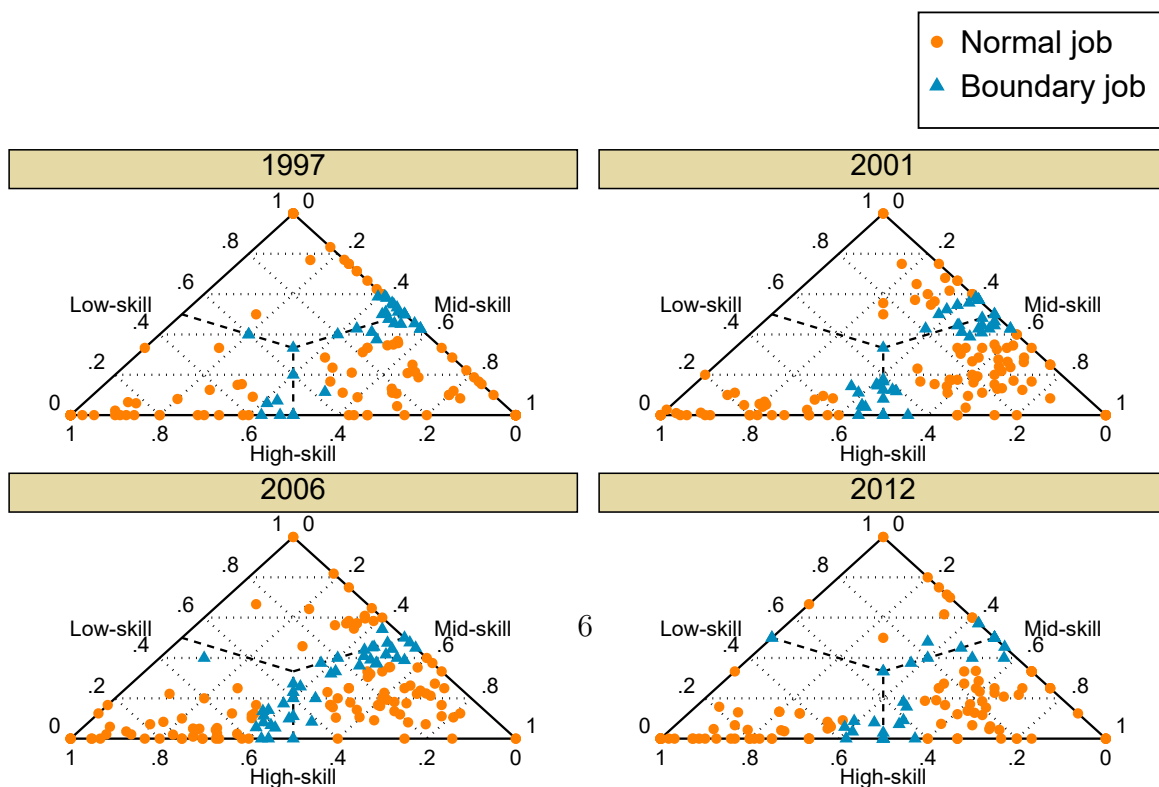 Normal job
Boundary job
1997
2001
1 0
.8 .2
.6 .4
Low-skill Mid-skill
.4 .6
.2 .8
0 1
1 .8 .6 .4 .2 0
High-skill
1 0
.8 .2
.6 .4
Low-skill Mid-skill
.4 .6
.2 .8
0 1
1 .8 .6 .4 .2 0
High-skill
2006
2012
1 0
.8 .2
.6 .4
Low-skill Mid-skill
.4 .6
.2 .8
0 1
1 .8 .6 .4 .2 0
High-skill
6
1 0
.8 .2
.6 .4
Low-skill Mid-skill
.4 .6
.2 .8
0 1
1 .8 .6 .4 .2 0
High-skill